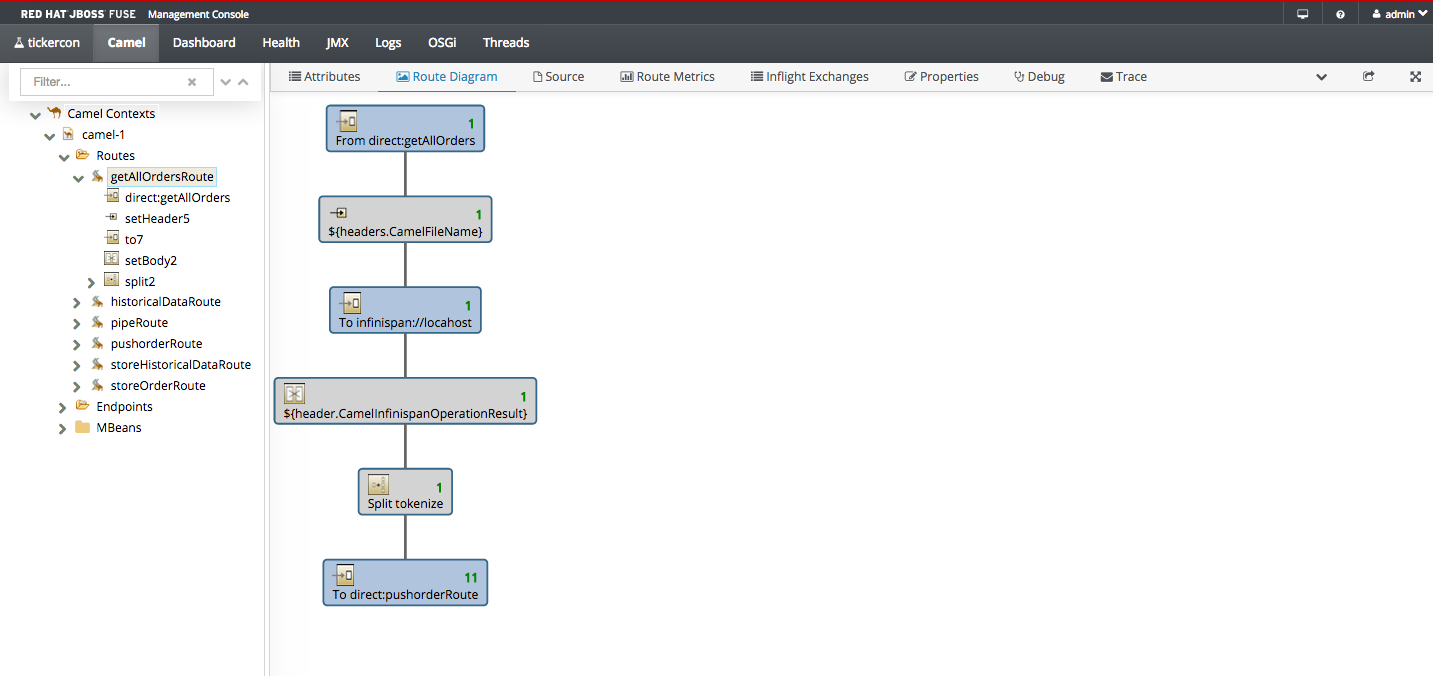 RED HAT JBOSS FUSE Management Console
admin
tickercon Camel Dashboard Health JMX Logs OSGi Threads
Filter...
Attributes Route Diagram Source Route Metrics Inflight Exchanges Properties Debug Trace
Camel Contexts
camel-1
Routes
getAllOrdersRoute
direct:getAllOrders
setHeader5
to7
setBody2
split2
historicalDataRoute
pipeRoute
pushorderRoute
storeHistoricalDataRoute
storeOrderRoute
Endpoints
MBeans
1
From direct:getAllOrders
1
${headers.CamelFileName}
1
To infinispan://locahost
1
${header.CamelInfinispanOperationResult}
1
Split tokenize
11
To direct:pushorderRoute